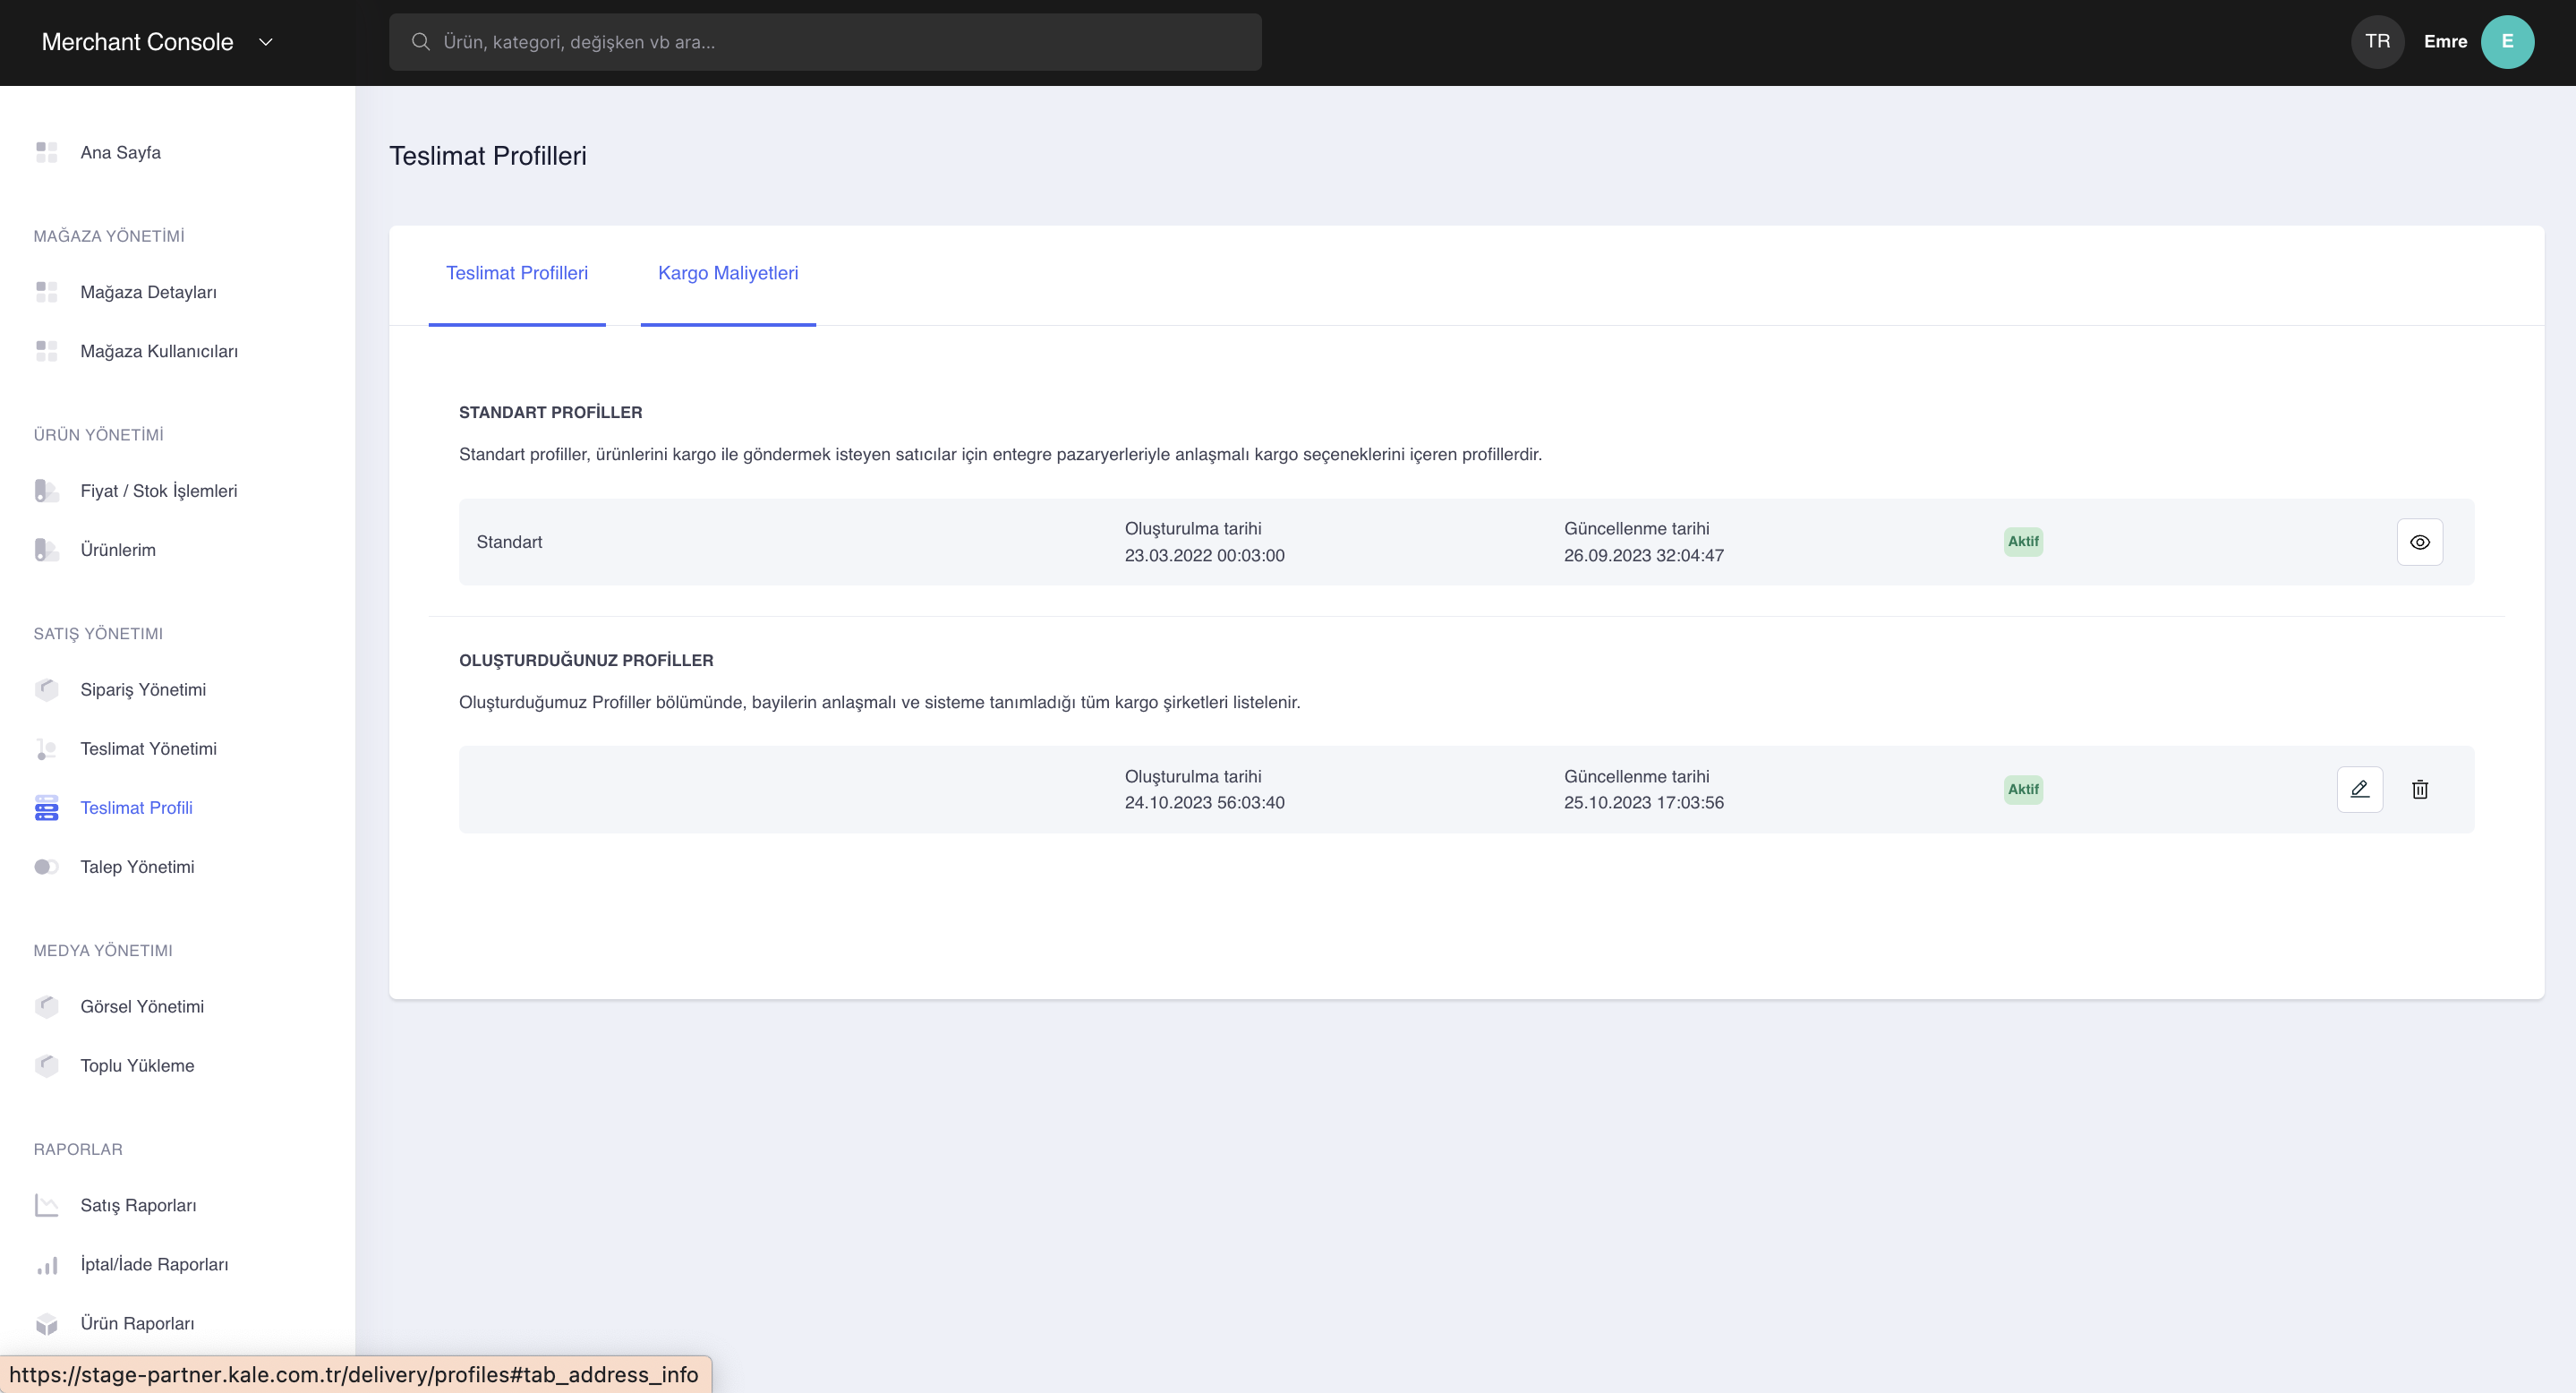 Merchant Console
Ürün, kategori, değişken vb ara...
TR
Emre
E
Ana Sayfa
MAĞAZA YÖNETİMİ
Mağaza Detayları
Mağaza Kullanıcıları
ÜRÜN YÖNETİMİ
Fiyat / Stok İşlemleri
Ürünlerim
SATIŞ YÖNETIMI
Sipariş Yönetimi
Teslimat Yönetimi
Teslimat Profili
Talep Yönetimi
MEDYA YÖNETIMI
Görsel Yönetimi
Toplu Yükleme
RAPORLAR
Satış Raporları
İptal/İade Raporları
Ürün Raporları
Teslimat Profilleri
Teslimat Profilleri
Kargo Maliyetleri
STANDART PROFİLLER
Standart profiller, ürünlerini kargo ile göndermek isteyen satıcılar için entegre pazaryerleriyle anlaşmalı kargo seçeneklerini içeren profillerdir.
Standart
Oluşturulma tarihi
23.03.2022 00:03:00
Güncellenme tarihi
26.09.2023 32:04:47
Aktif
OLUŞTURDUĞUNUZ PROFİLLER
Oluşturduğumuz Profiller bölümünde, bayilerin anlaşmalı ve sisteme tanımladığı tüm kargo şirketleri listelenir.
Oluşturulma tarihi
24.10.2023 56:03:40
Güncellenme tarihi
25.10.2023 17:03:56
Aktif
https://stage-partner.kale.com.tr/delivery/profiles#tab_address_info